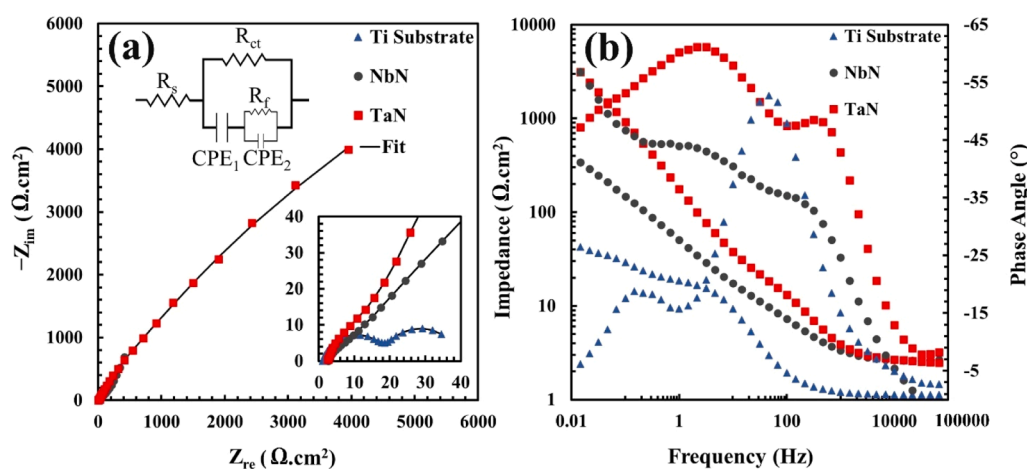 (a)
6000
5000
4000
3000
2000
1000
0
−Z_im (Ω.cm²)
0 1000 2000 3000 4000 5000 6000
Z_re (Ω.cm²)
R_ct
R_s
R_f
CPE₁ CPE₂
Ti Substrate
NbN
TaN
Fit
40
30
20
10
0
0 10 20 30 40
(b)
10000
1000
100
10
1
Impedance (Ω.cm²)
0.01 1 100 10000 1000000
Frequency (Hz)
Ti Substrate
NbN
TaN
-65
-55
-45
-35
-25
-15
-5
Phase Angle (°)